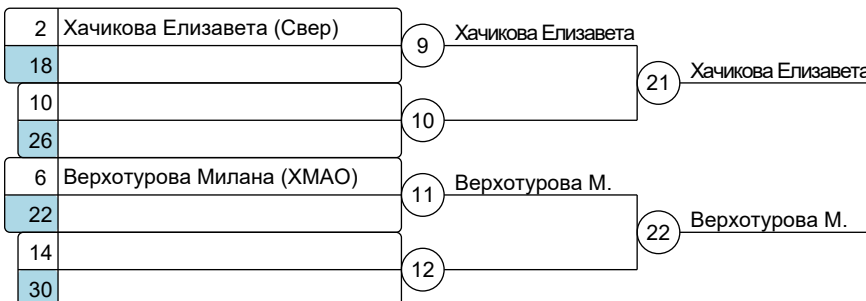 2 Хачикова Елизавета (Свер)
9 Хачикова Елизавета
18
21 Хачикова Елизавета
10
10
26
6 Верхотурова Милана (ХМАО)
11 Верхотурова М.
22
22 Верхотурова М.
14
12
30